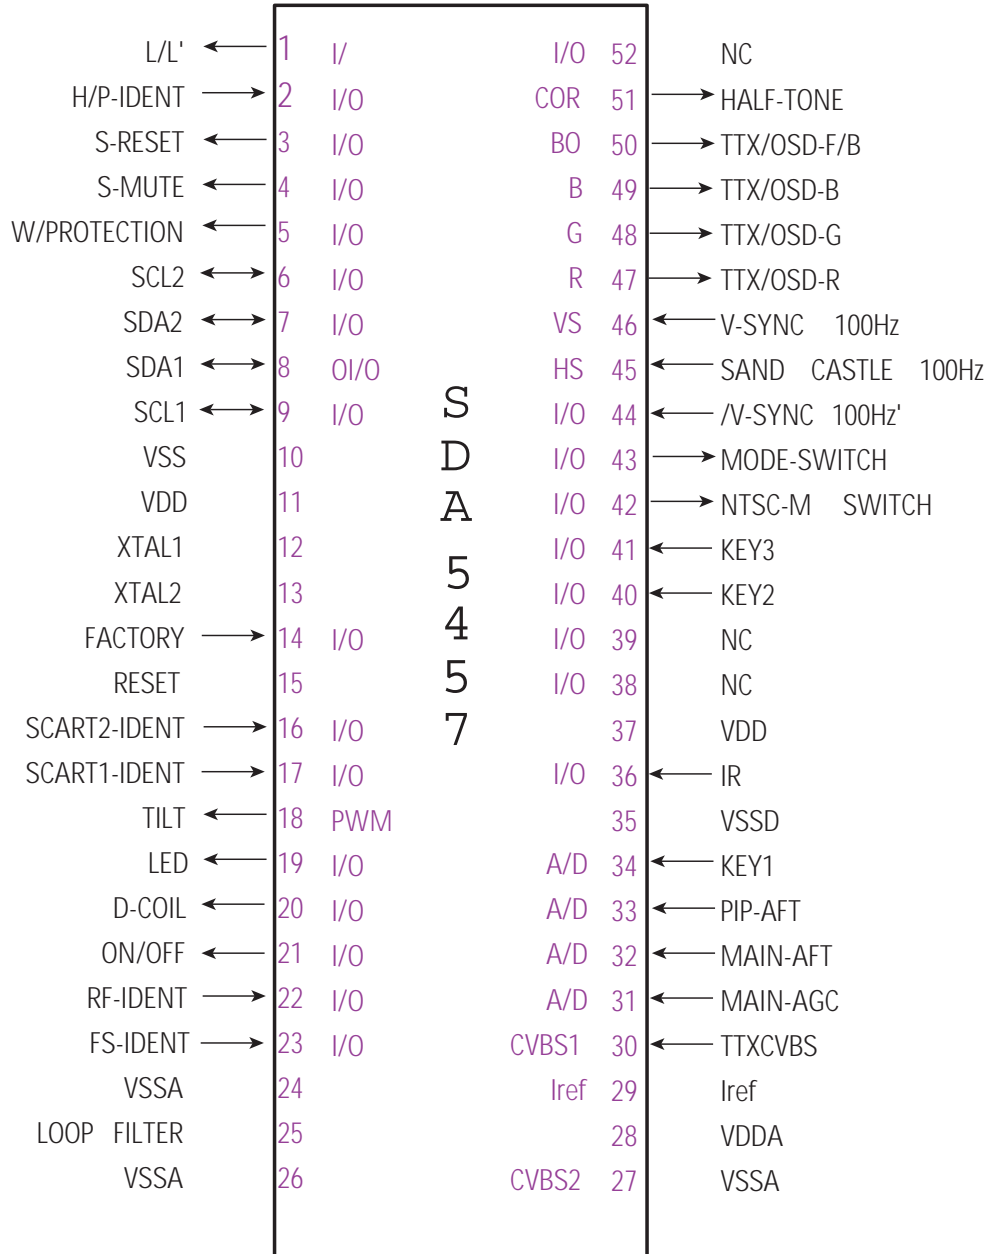 L/L' 1 I/ I/O 52 NC
H/P-IDENT 2 I/O COR 51 HALF-TONE
S-RESET 3 I/O BO 50 TTX/OSD-F/B
S-MUTE 4 I/O B 49 TTX/OSD-B
W/PROTECTION 5 I/O G 48 TTX/OSD-G
SCL2 6 I/O R 47 TTX/OSD-R
SDA2 7 I/O VS 46 V-SYNC 100Hz
SDA1 8 OI/O HS 45 SAND CASTLE 100Hz
SCL1 9 I/O I/O 44 /V-SYNC 100Hz'
VSS 10 I/O 43 MODE-SWITCH
VDD 11 I/O 42 NTSC-M SWITCH
XTAL1 12 I/O 41 KEY3
XTAL2 13 I/O 40 KEY2
FACTORY 14 I/O I/O 39 NC
RESET 15 I/O 38 NC
SCART2-IDENT 16 I/O 37 VDD
SCART1-IDENT 17 I/O I/O 36 IR
TILT 18 PWM 35 VSSD
LED 19 I/O A/D 34 KEY1
D-COIL 20 I/O A/D 33 PIP-AFT
ON/OFF 21 I/O A/D 32 MAIN-AFT
RF-IDENT 22 I/O A/D 31 MAIN-AGC
FS-IDENT 23 I/O CVBS1 30 TTXCVBS
VSSA 24 Iref 29 Iref
LOOP FILTER 25 28 VDDA
VSSA 26 CVBS2 27 VSSA
S
D
A
5
4
5
7